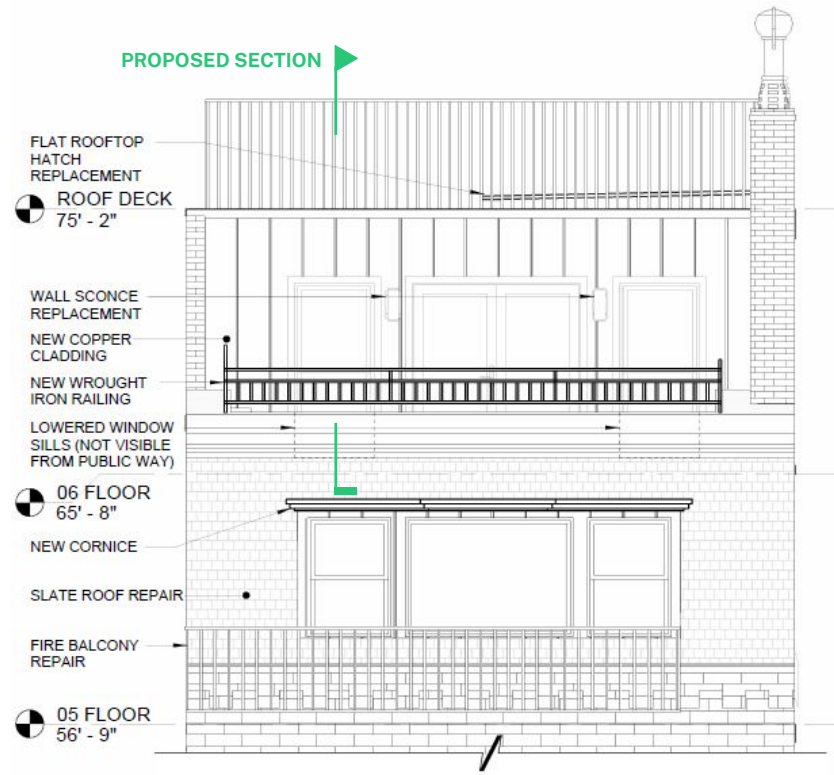 PROPOSED SECTION
FLAT ROOFTOP
HATCH
REPLACEMENT
ROOF DECK
75' - 2"
WALL SCONCE
REPLACEMENT
NEW COPPER
CLADDING
NEW WROUGHT
IRON RAILING
LOWERED WINDOW
SILLS (NOT VISIBLE
FROM PUBLIC WAY)
06 FLOOR
65' - 8"
NEW CORNICE
SLATE ROOF REPAIR
FIRE BALCONY
REPAIR
05 FLOOR
56' - 9"